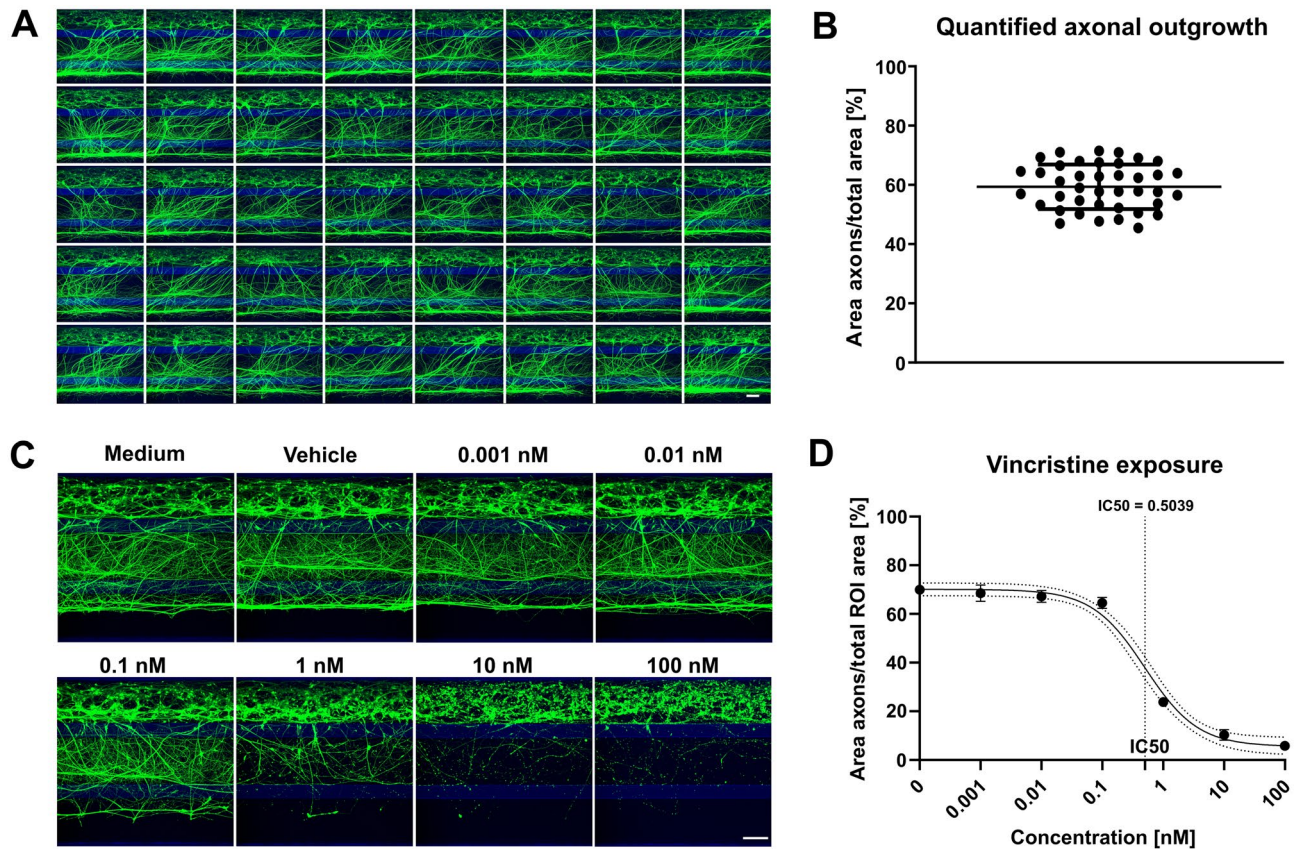 A
B
Quantified axonal outgrowth
Area axons/total area [%]
100
80
60
40
20
0
C
Medium
Vehicle
0.001 nM
0.01 nM
0.1 nM
1 nM
10 nM
100 nM
D
Vincristine exposure
IC50 = 0.5039
Area axons/total ROI area [%]
100
80
60
40
20
0
IC50
0
0.001
0.01
0.1
1
10
100
Concentration [nM]